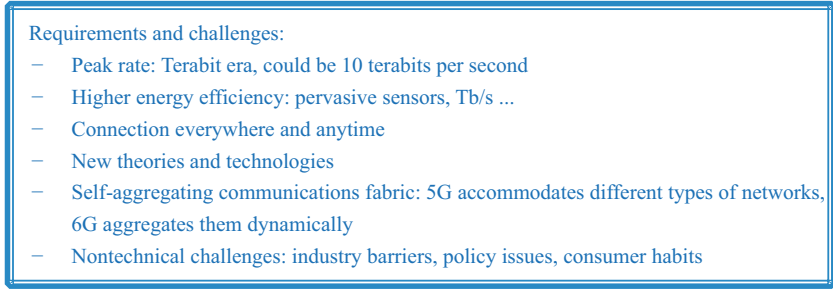 Requirements and challenges:
− Peak rate: Terabit era, could be 10 terabits per second
− Higher energy efficiency: pervasive sensors, Tb/s ...
− Connection everywhere and anytime
− New theories and technologies
− Self-aggregating communications fabric: 5G accommodates different types of networks,
6G aggregates them dynamically
− Nontechnical challenges: industry barriers, policy issues, consumer habits